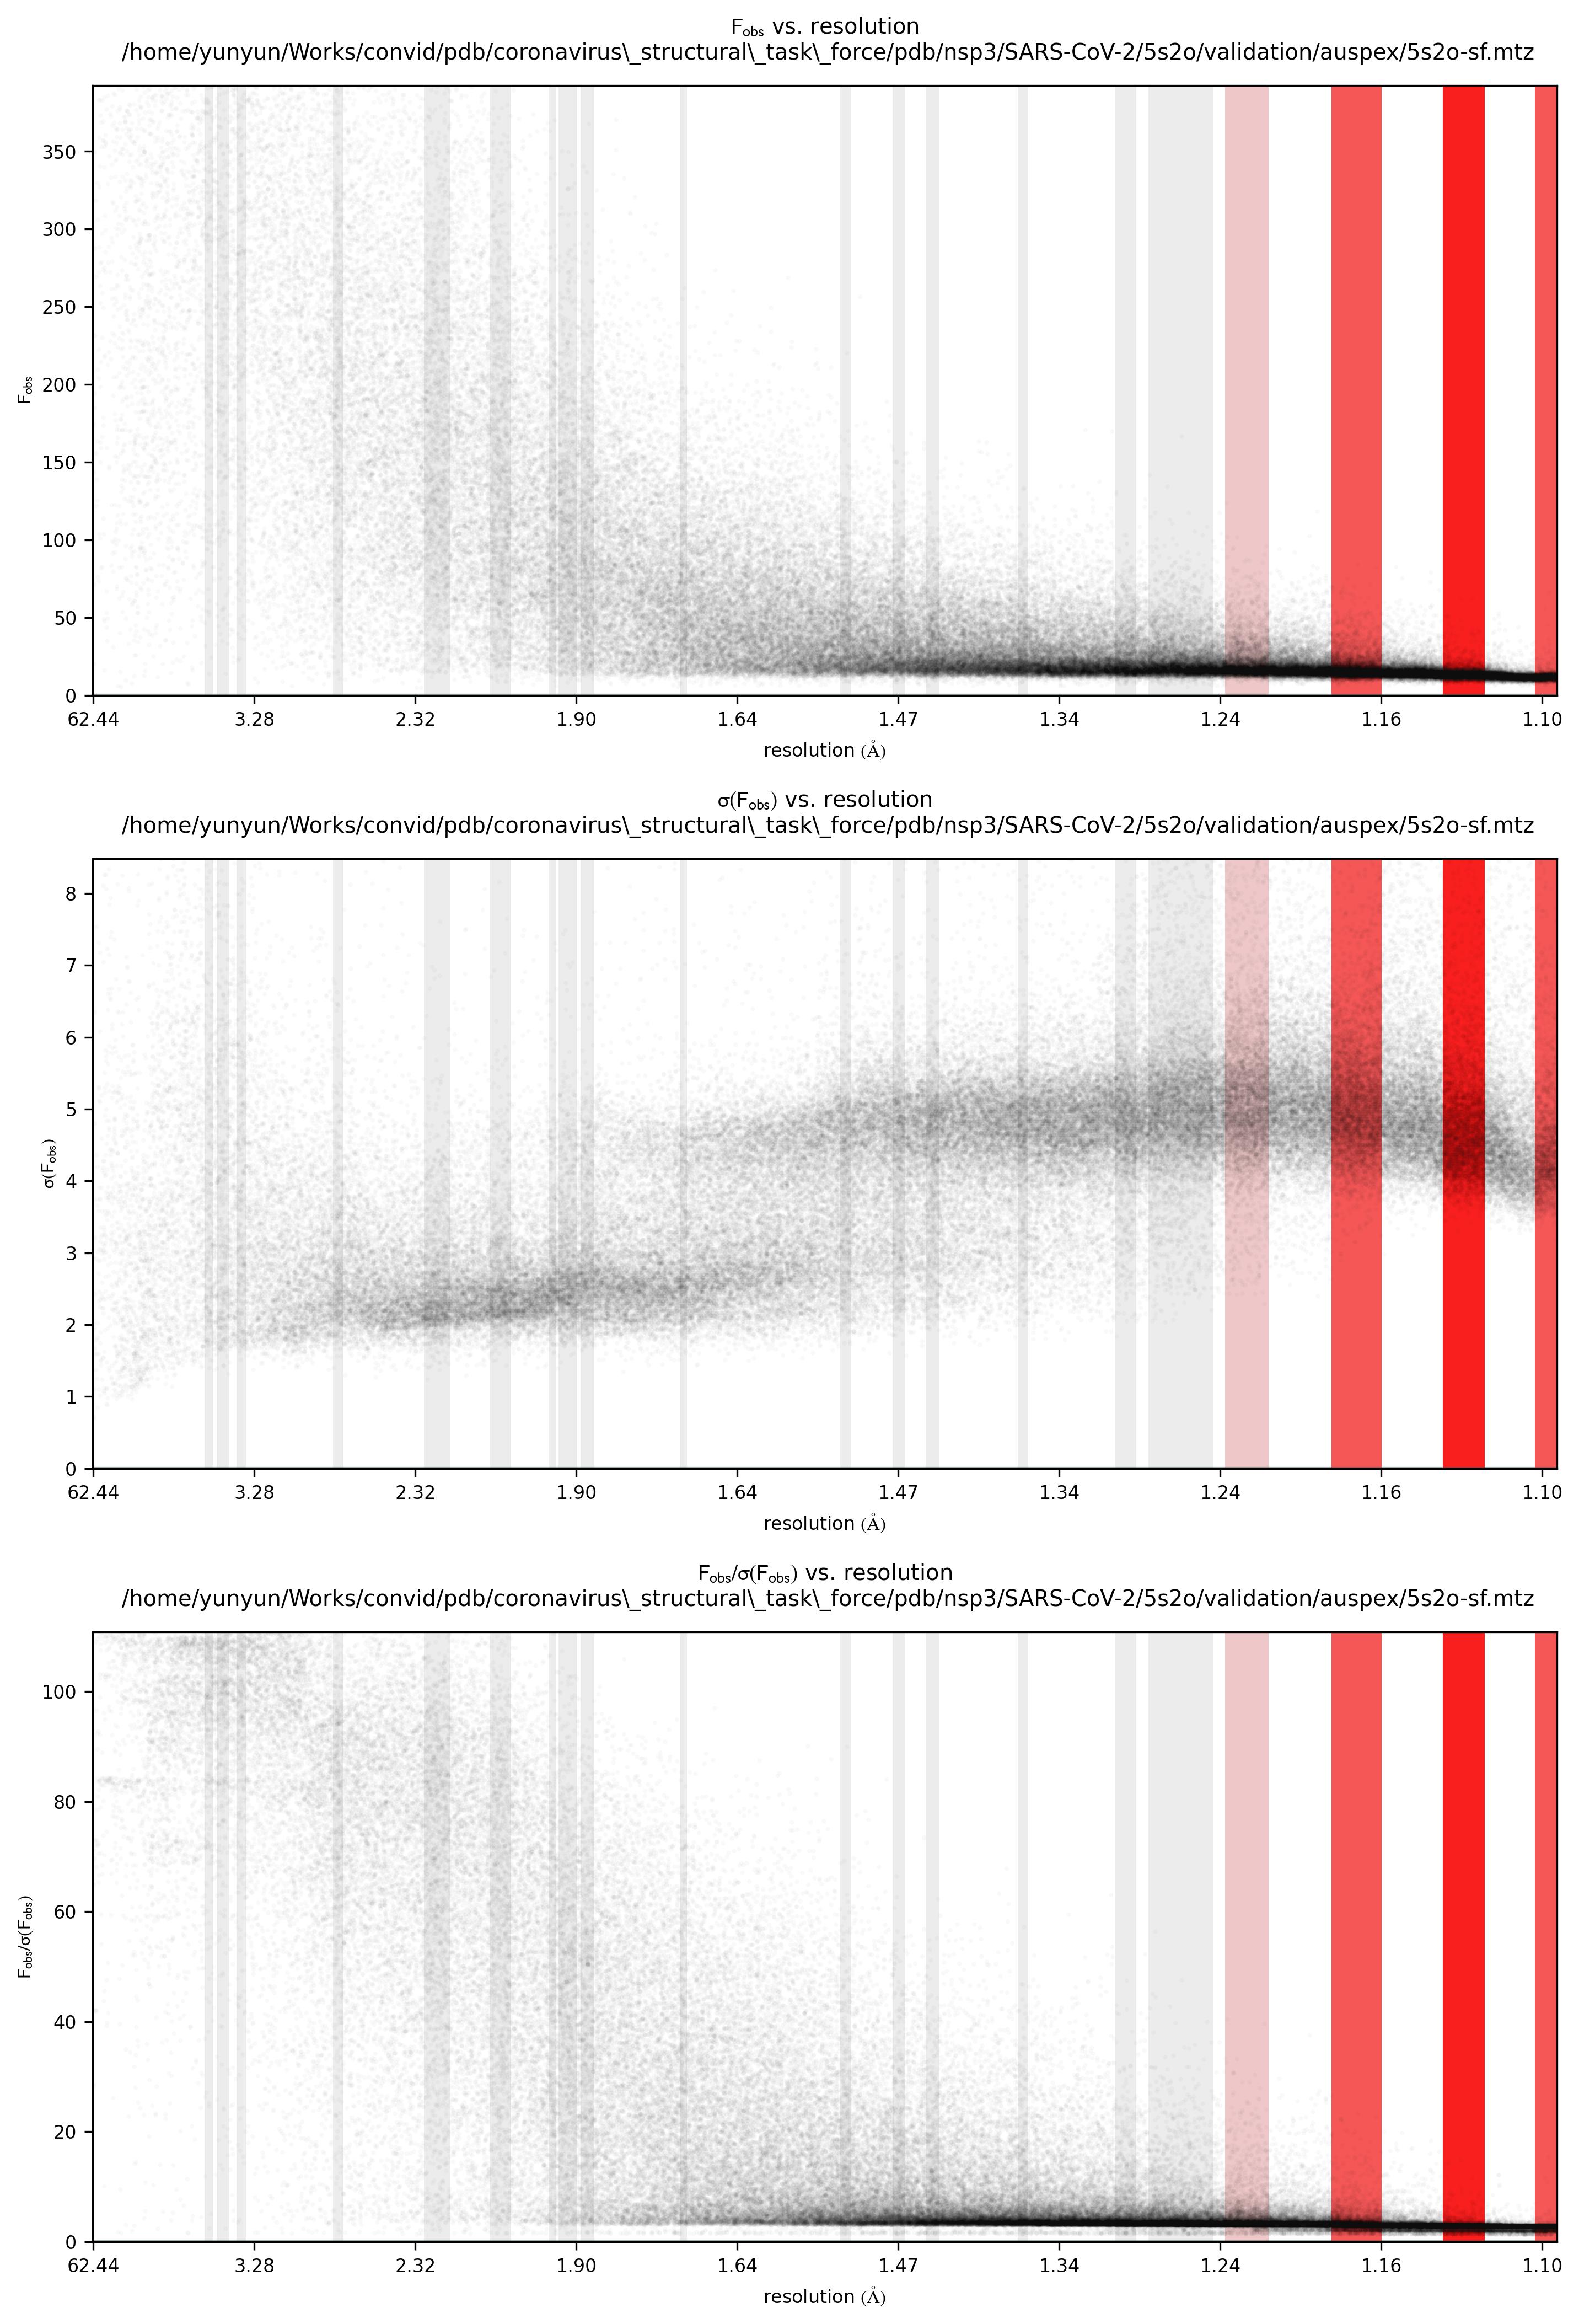 F_obs vs. resolution
/home/yunyun/Works/convid/pdb/coronavirus\_structural\_task\_force/pdb/nsp3/SARS-CoV-2/5s2o/validation/auspex/5s2o-sf.mtz
350
300
250
200
150
100
50
0
F_obs
62.44 3.28 2.32 1.90 1.64 1.47 1.34 1.24 1.16 1.10
resolution (Å)
σ(F_obs) vs. resolution
/home/yunyun/Works/convid/pdb/coronavirus\_structural\_task\_force/pdb/nsp3/SARS-CoV-2/5s2o/validation/auspex/5s2o-sf.mtz
8
7
6
5
4
3
2
1
0
σ(F_obs)
62.44 3.28 2.32 1.90 1.64 1.47 1.34 1.24 1.16 1.10
resolution (Å)
F_obs/σ(F_obs) vs. resolution
/home/yunyun/Works/convid/pdb/coronavirus\_structural\_task\_force/pdb/nsp3/SARS-CoV-2/5s2o/validation/auspex/5s2o-sf.mtz
100
80
60
40
20
0
F_obs/σ(F_obs)
62.44 3.28 2.32 1.90 1.64 1.47 1.34 1.24 1.16 1.10
resolution (Å)